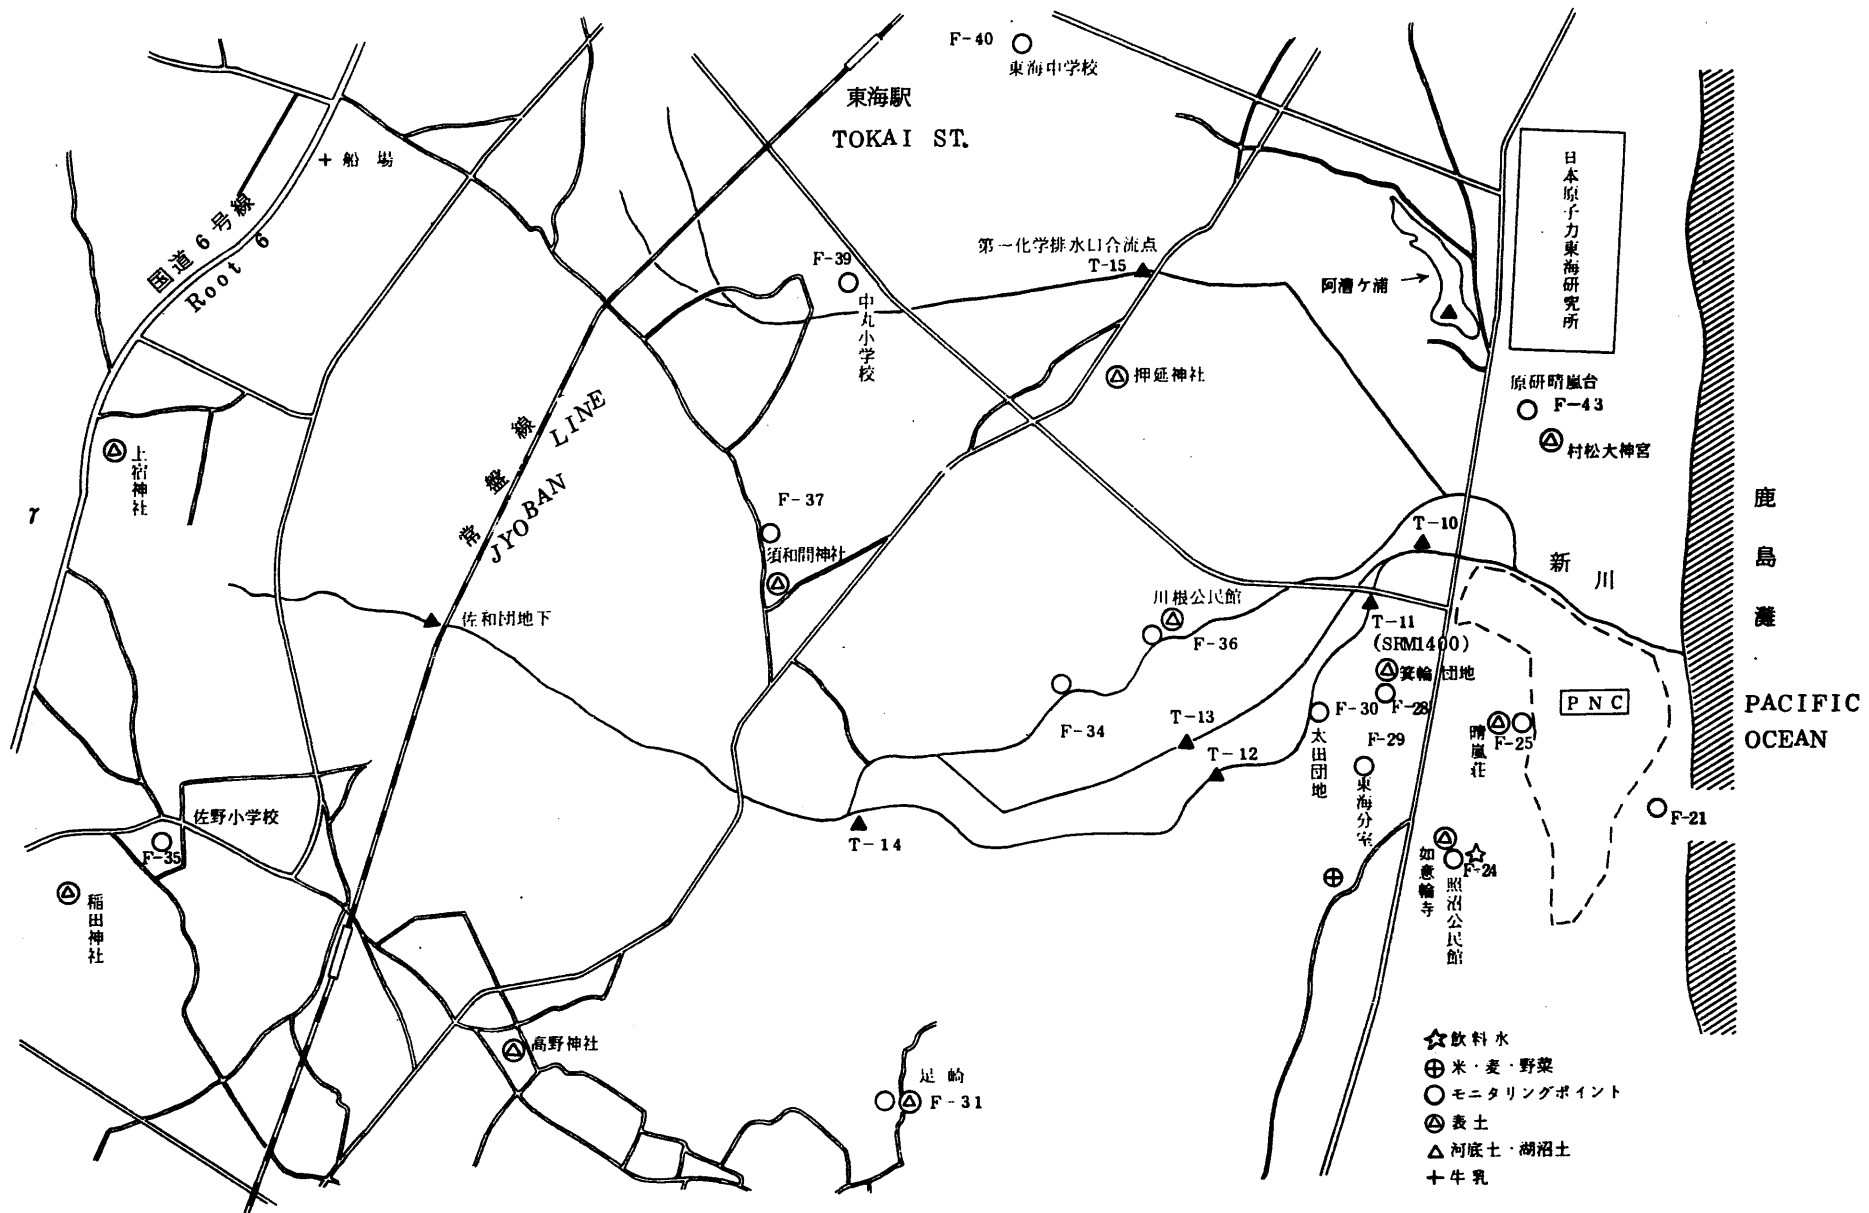 F-40
東海中学校
東海駅
TOKAI ST.
+ 船場
国道6号線
Root 6
日本原子力東海研究所
第一化学排水口合流点
T-15
F-39
中丸小学校
阿漕ケ浦
押延神社
原研晴嵐台
F-43
村松大神宮
上宿神社
γ
常盤線
JYOBAN LINE
F-37
須和間神社
T-10
新川
鹿島灘
PACIFIC
OCEAN
佐和団地下
川根公民館
F-36
T-11
(SRM1400)
箕輪団地
F-28
F-30
太田団地
F-34
T-13
T-12
F-29
東海分室
PNC
晴嵐荘
F-25
F-21
佐野小学校
F-35
T-14
如意輪寺
F-24
照沼公民館
稲田神社
高野神社
足崎
F-31
飲料水
米・麦・野菜
モニタリングポイント
表土
河底土・湖沼土
牛乳